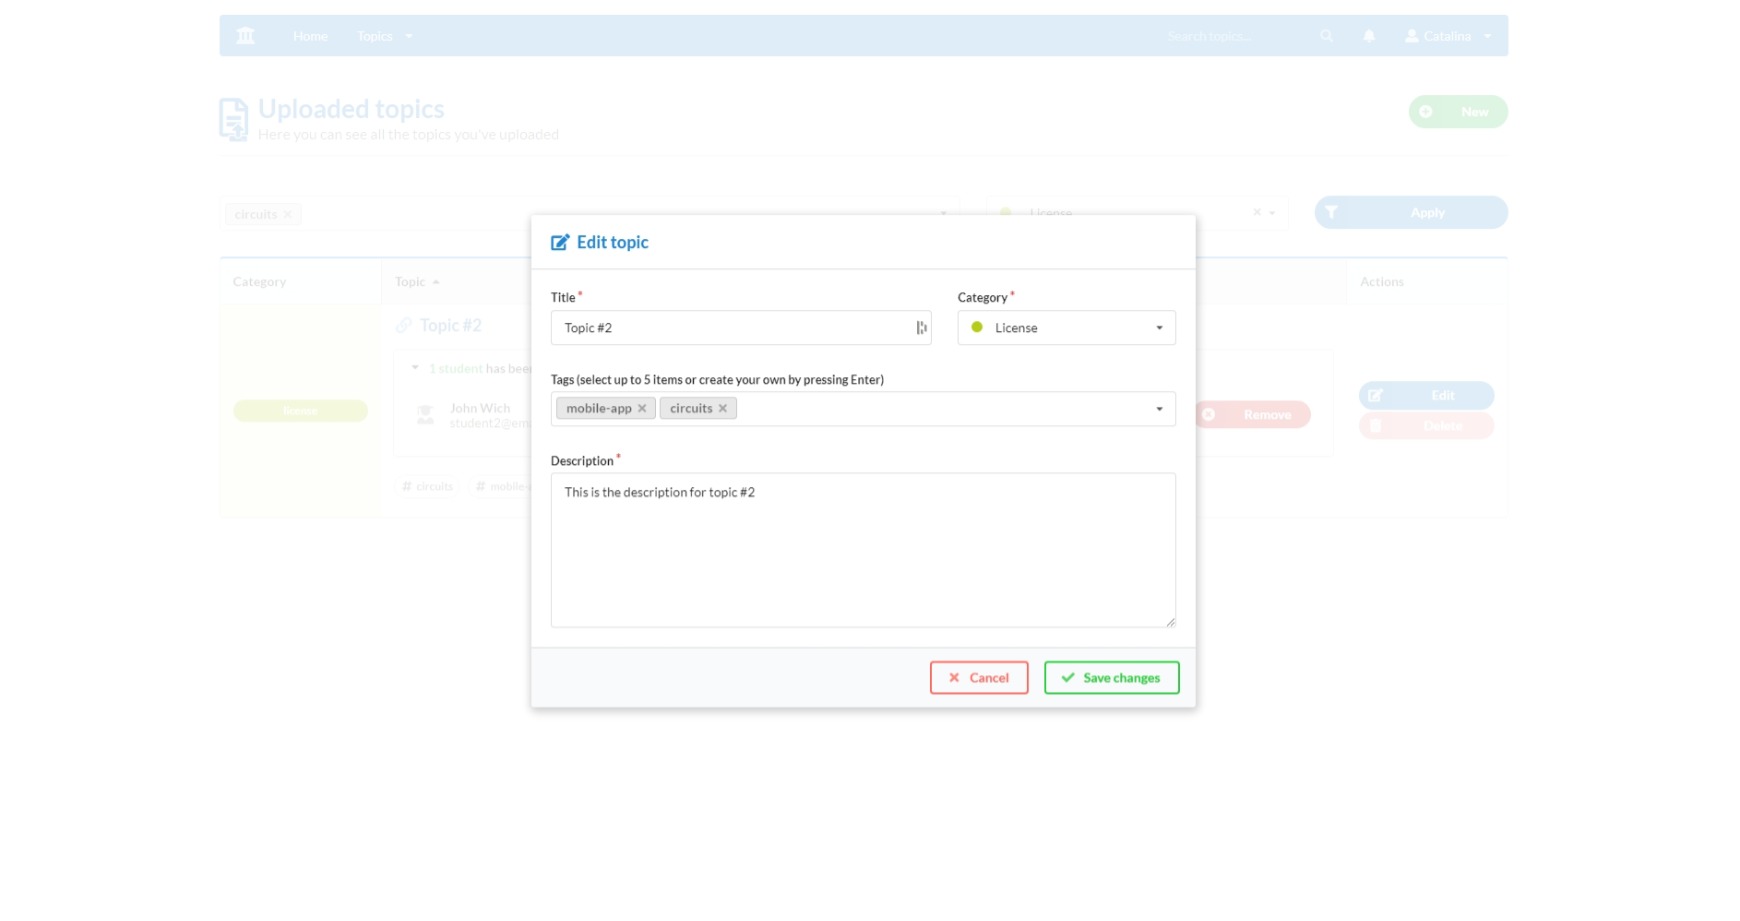 Home Topics Search topics... Catalina
Uploaded topics
Here you can see all the topics you've uploaded
New
circuits License Apply
Edit topic
Category Topic Actions
Title * Category *
Topic #2
Topic #2 License
1 student has bee
Tags (select up to 5 items or create your own by pressing Enter)
Edit
license John Wich mobile-app circuits Remove
student2@em Delete
Description *
# circuits # mobile-
This is the description for topic #2
Cancel Save changes